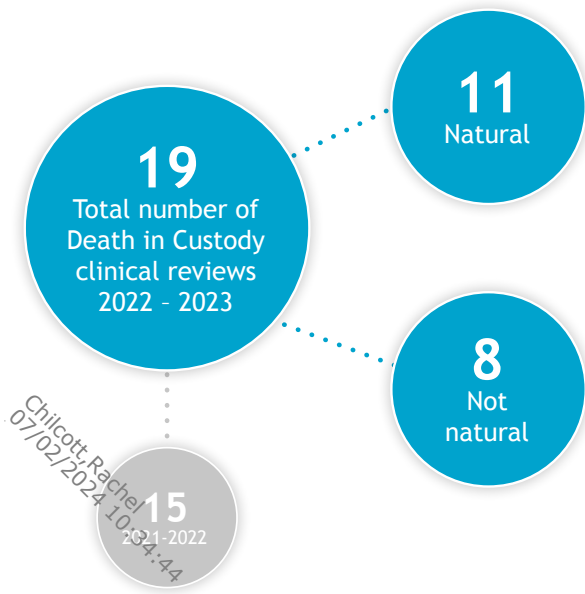 19
Total number of
Death in Custody
clinical reviews
2022 – 2023
11
Natural
8
Not
natural
15
2021-2022
Chilcott,Rachel
07/02/2024 10:34:44